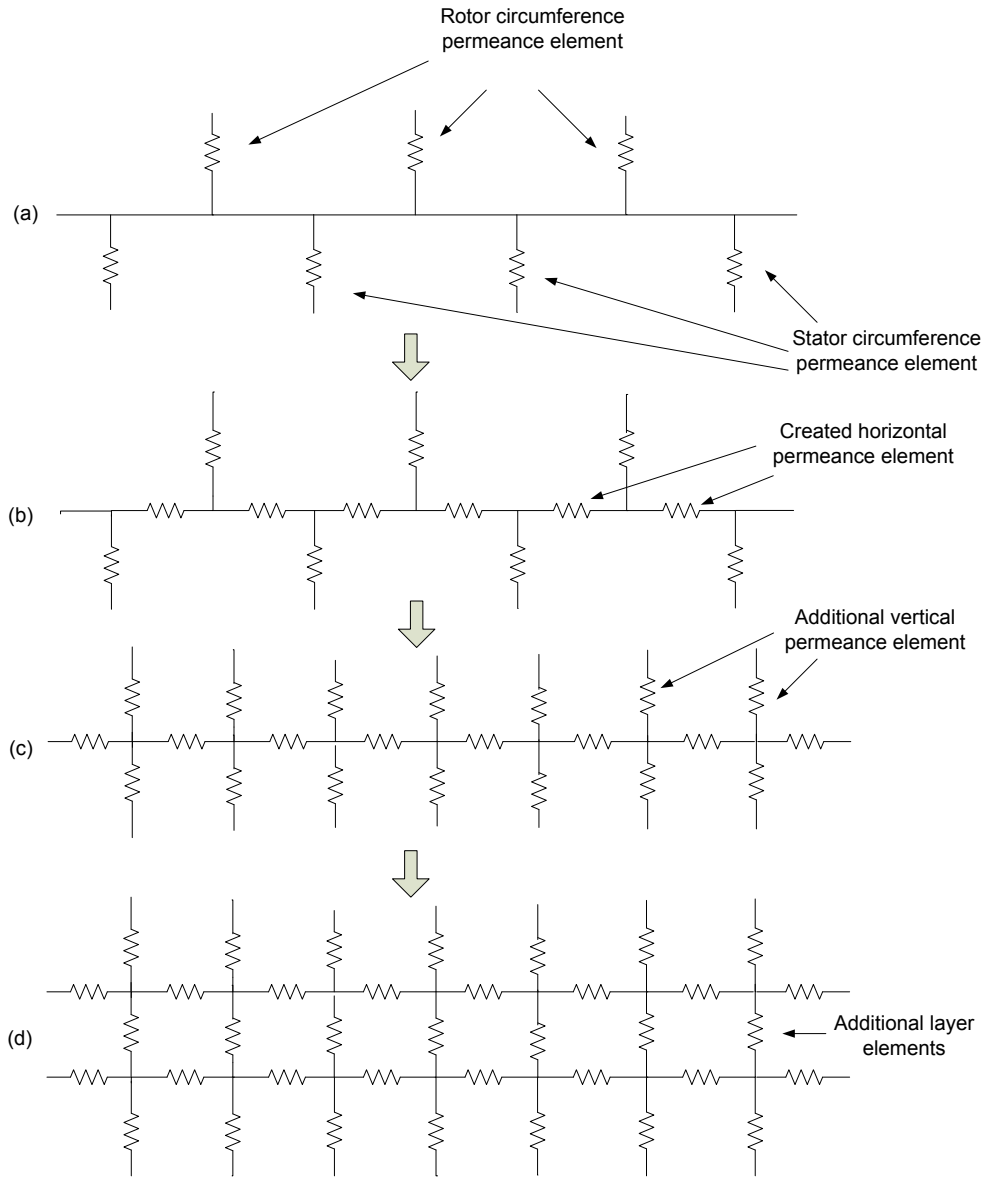 Rotor circumference
permeance element
(a)
Stator circumference
permeance element
Created horizontal
permeance element
(b)
Additional vertical
permeance element
(c)
(d)
Additional layer
elements